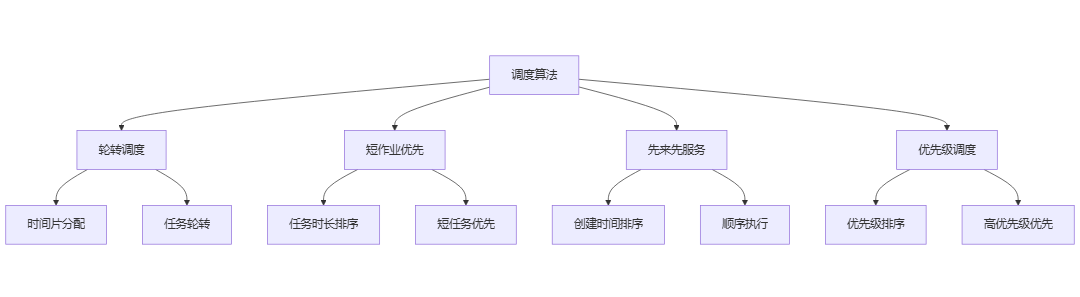 调度算法
轮转调度
短作业优先
先来先服务
优先级调度
时间片分配
任务轮转
任务时长排序
短任务优先
创建时间排序
顺序执行
优先级排序
高优先级优先